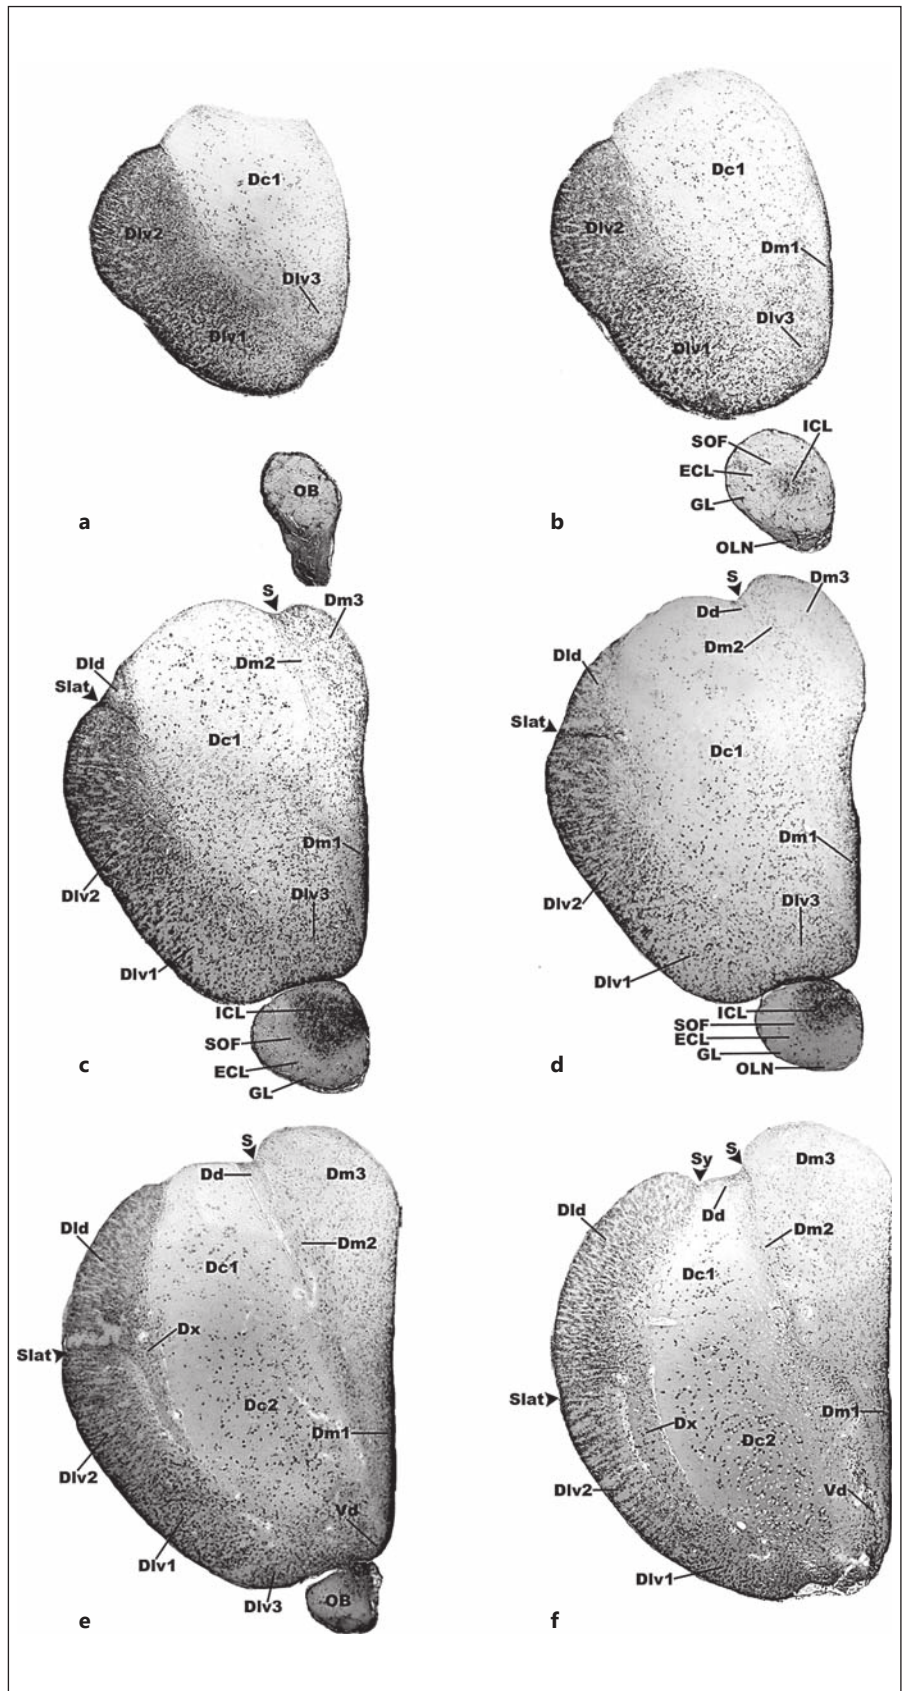 Dc1
Dlv2
Dlv3
Dlv1
OB
a
Dc1
Dlv2
Dm1
Dlv3
Dlv1
ICL
SOF
ECL
GL
OLN
b
S
Dm3
Dm2
Dld
Slat
Dc1
Dm1
Dlv2
Dlv3
Dlv1
ICL
SOF
ECL
GL
c
S
Dm3
Dd
Dm2
Dld
Slat
Dc1
Dm1
Dlv2
Dlv3
Dlv1
ICL
SOF
ECL
GL
OLN
d
S
Dd
Dm3
Dld
Dm2
Dc1
Dx
Slat
Dc2
Dm1
Dlv2
Vd
Dlv1
Dlv3
OB
e
Sy
S
Dm3
Dld
Dd
Dm2
Dc1
Slat
Dx
Dm1
Dc2
Dlv2
Vd
Dlv1
f